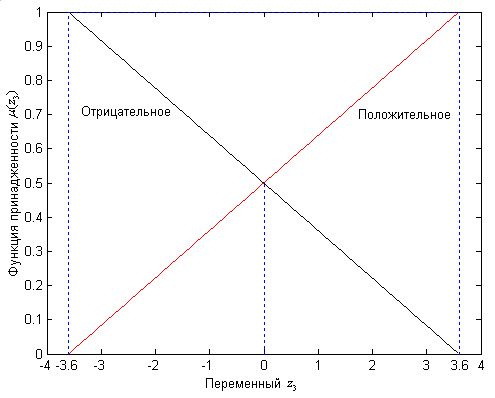 1
0.9
0.8
0.7
0.6
0.5
0.4
0.3
0.2
0.1
0
Функция принадженности μ(z3)
Отрицательное
Положительное
-4 -3.6 -3 -2 -1 0 1 2 3 3.6 4
Переменный z3